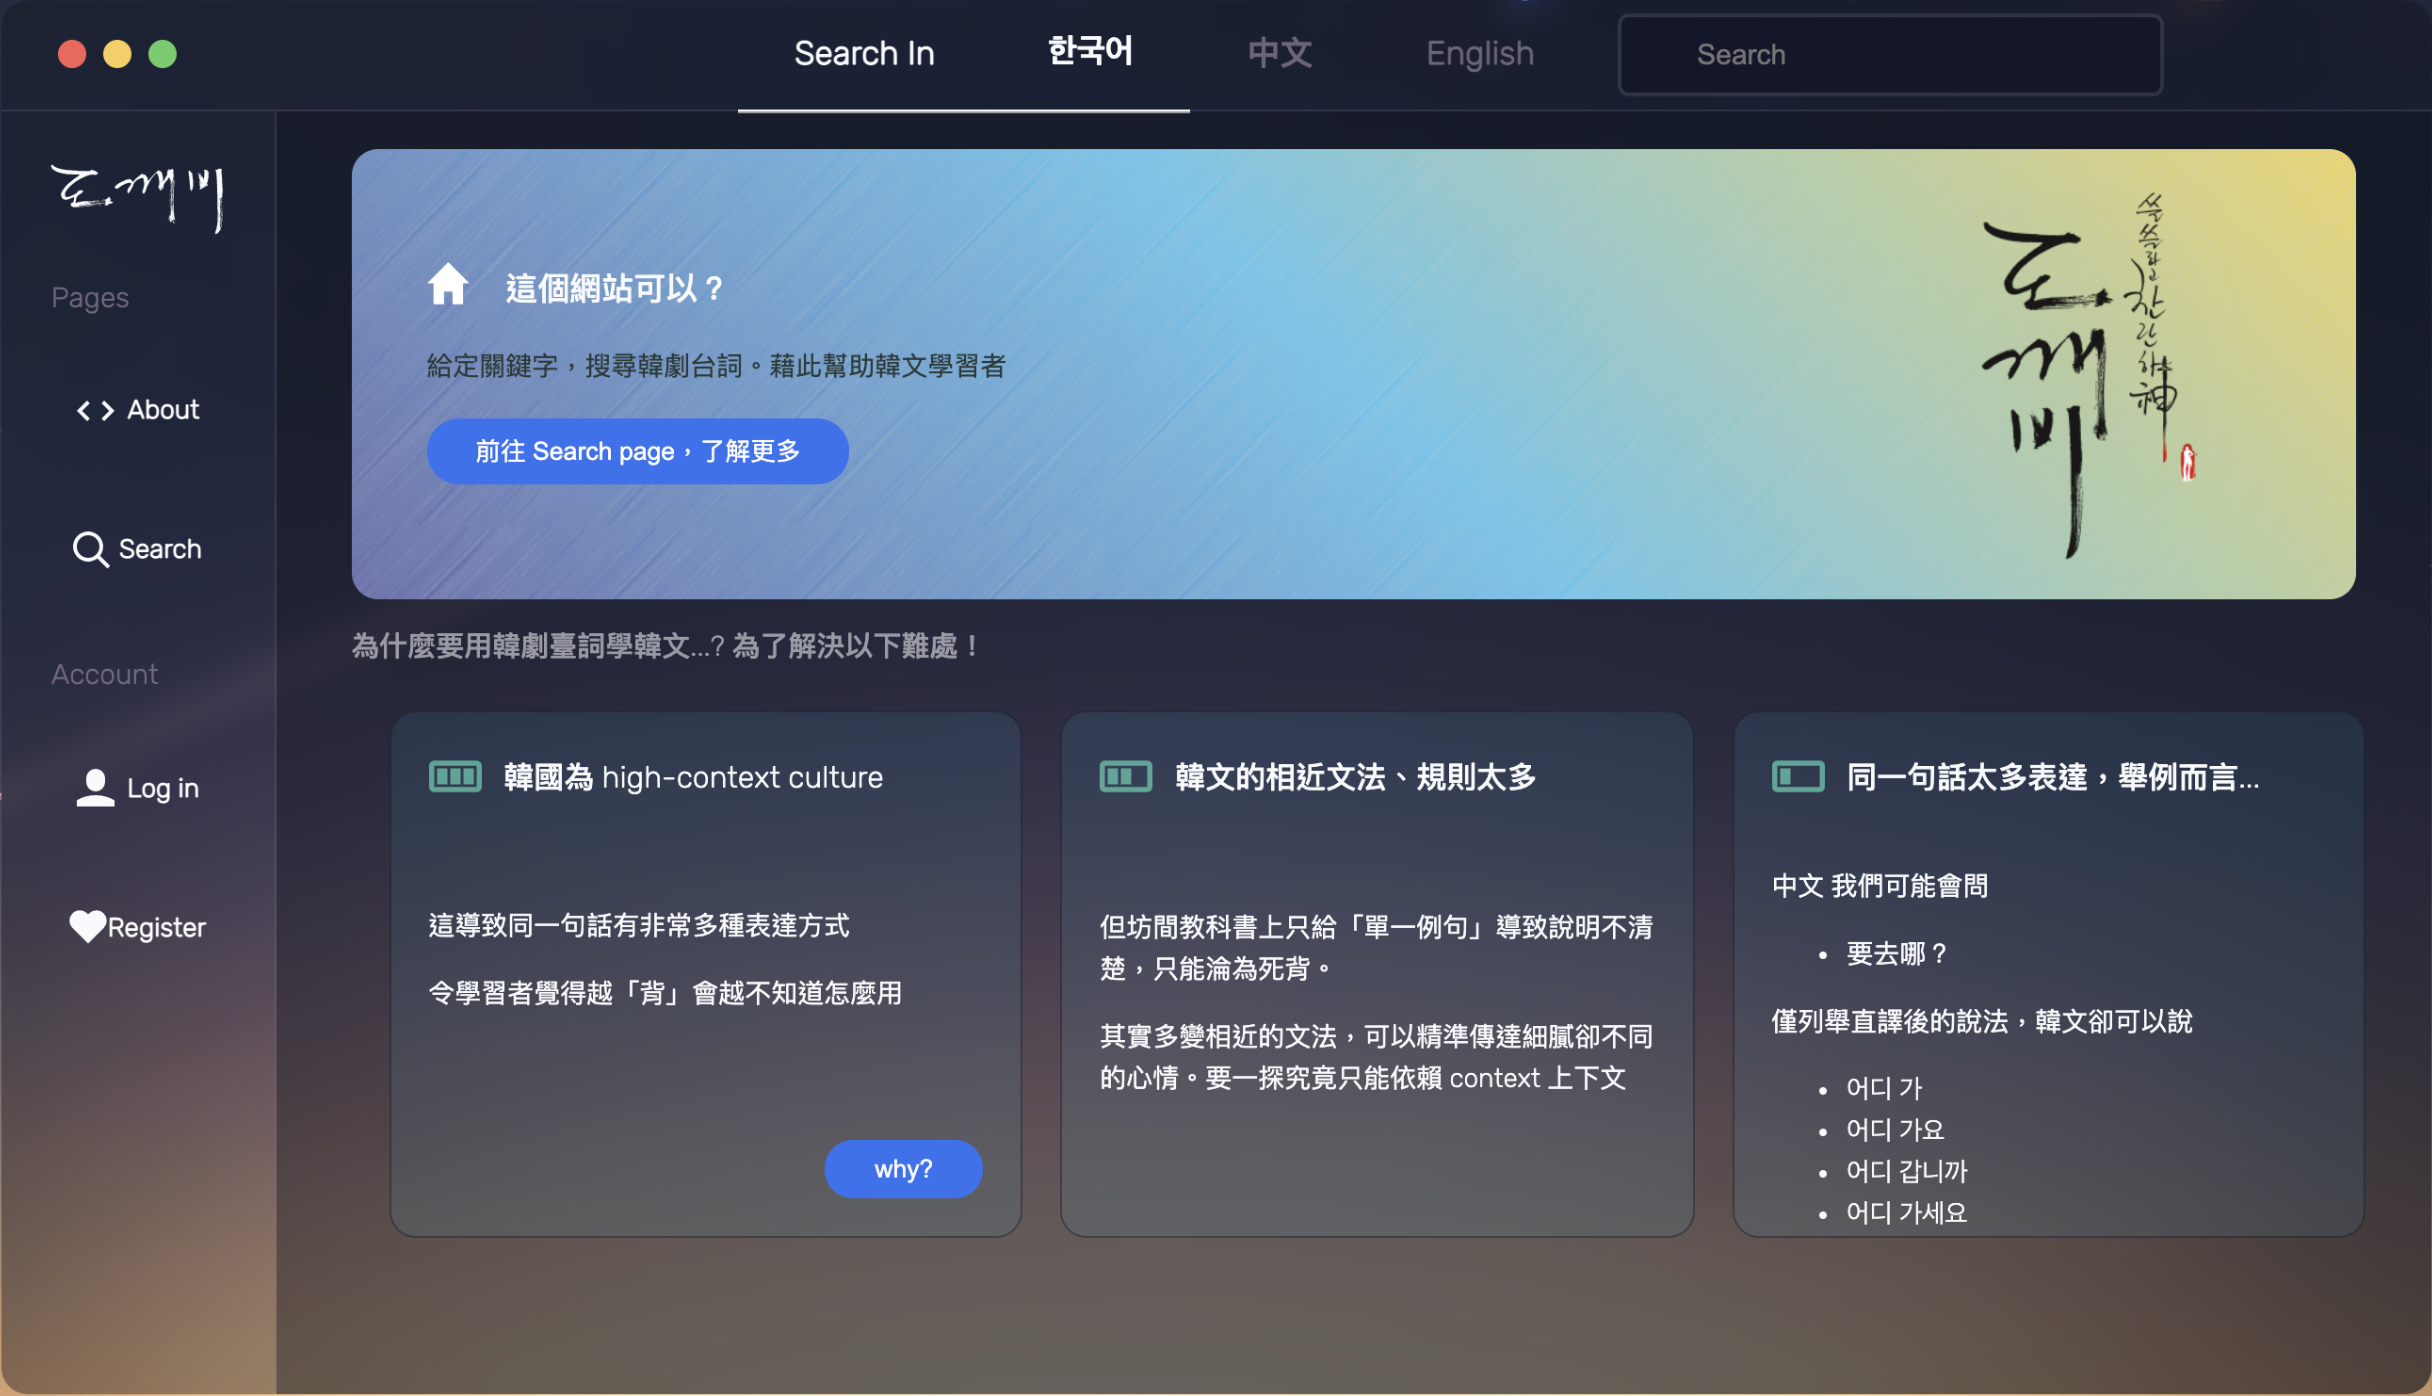 Search In 한국어 中文 English Search
도깨비
Pages
< > About
Search
Account
Log in
Register
這個網站可以？
給定關鍵字，搜尋韓劇台詞。藉此幫助韓文學習者
前往 Search page，了解更多
도깨비
쓸쓸하고 찬란하神
為什麼要用韓劇臺詞學韓文...? 為了解決以下難處！
韓國為 high-context culture
這導致同一句話有非常多種表達方式
令學習者覺得越「背」會越不知道怎麼用
why?
韓文的相近文法、規則太多
但坊間教科書上只給「單一例句」導致說明不清
楚，只能淪為死背。
其實多變相近的文法，可以精準傳達細膩卻不同
的心情。要一探究竟只能依賴 context 上下文
同一句話太多表達，舉例而言...
中文 我們可能會問
• 要去哪？
僅列舉直譯後的說法，韓文卻可以說
• 어디 가
• 어디 가요
• 어디 갑니까
• 어디 가세요